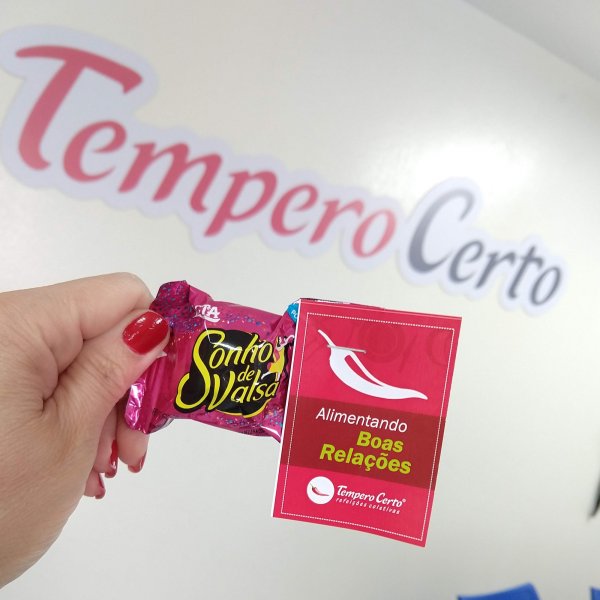 Tempero Certo
Sonho
de
Valsa
Alimentando
Boas
Relações
Tempero Certo®
refeições coletivas